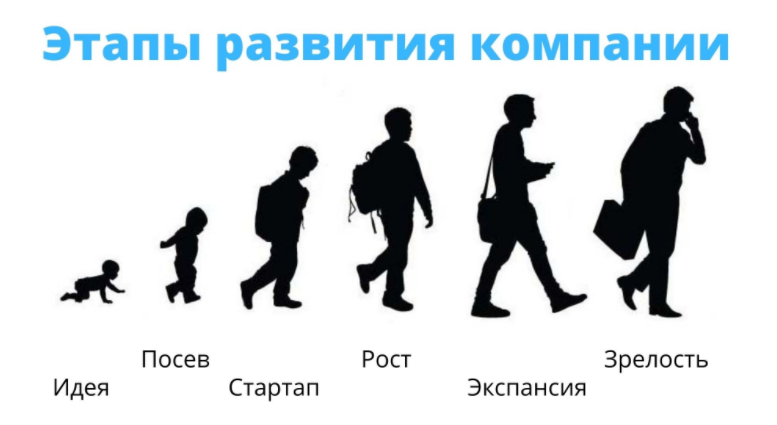 Этапы развития компании
Посев Рост Зрелость
Идея Стартап Экспансия